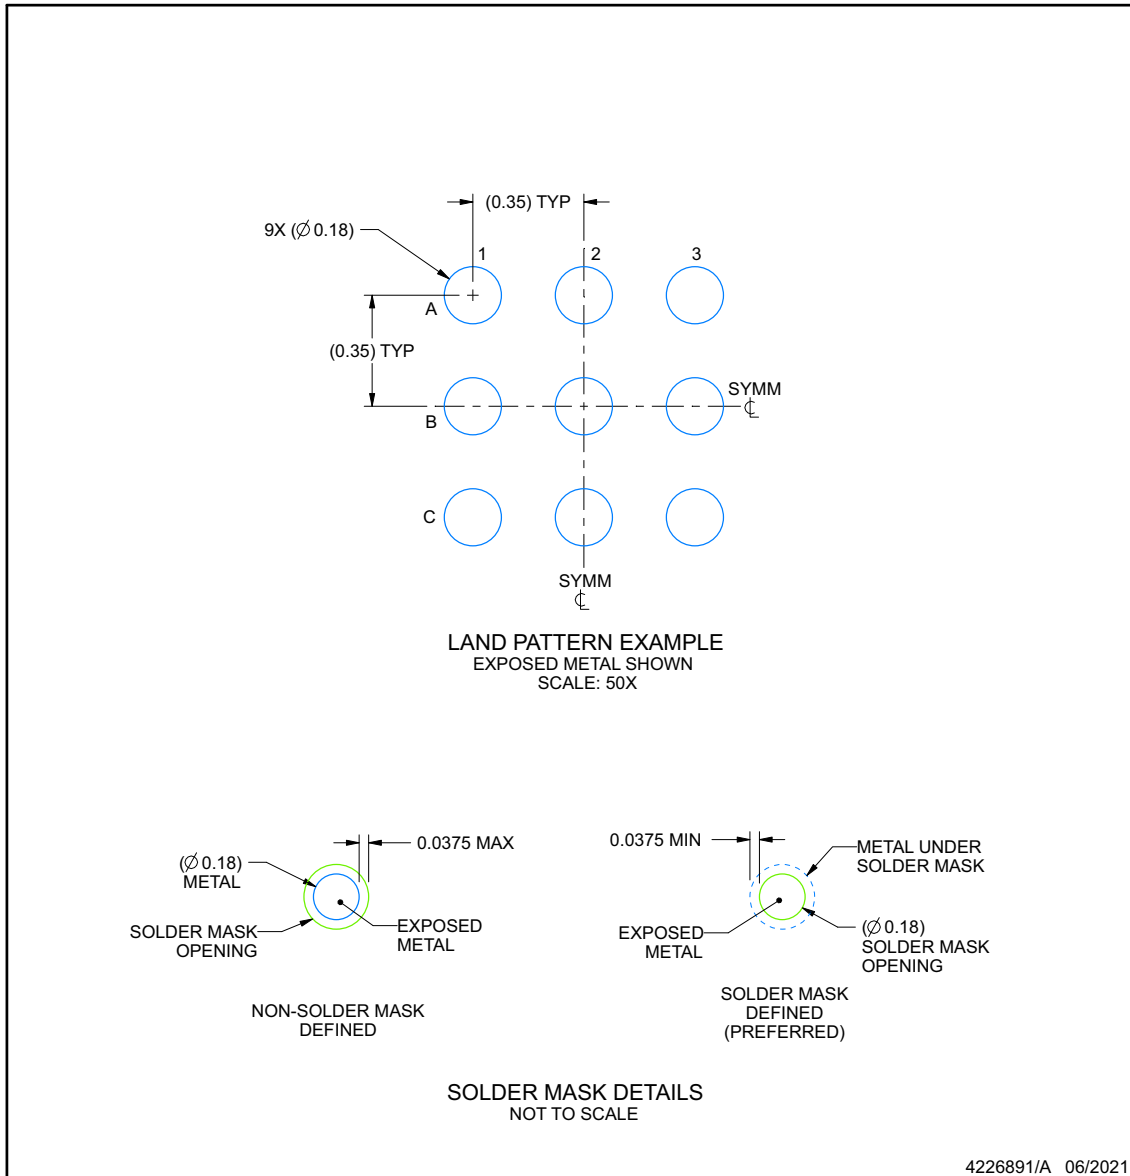 (0.35) TYP
9X (∅ 0.18)
1
2
3
A
(0.35) TYP
SYMM
℄
B
C
SYMM
℄
LAND PATTERN EXAMPLE
EXPOSED METAL SHOWN
SCALE: 50X
0.0375 MAX
(∅ 0.18)
METAL
SOLDER MASK
OPENING
EXPOSED
METAL
NON-SOLDER MASK
DEFINED
0.0375 MIN
METAL UNDER
SOLDER MASK
EXPOSED
METAL
(∅ 0.18)
SOLDER MASK
OPENING
SOLDER MASK
DEFINED
(PREFERRED)
SOLDER MASK DETAILS
NOT TO SCALE
4226891/A 06/2021